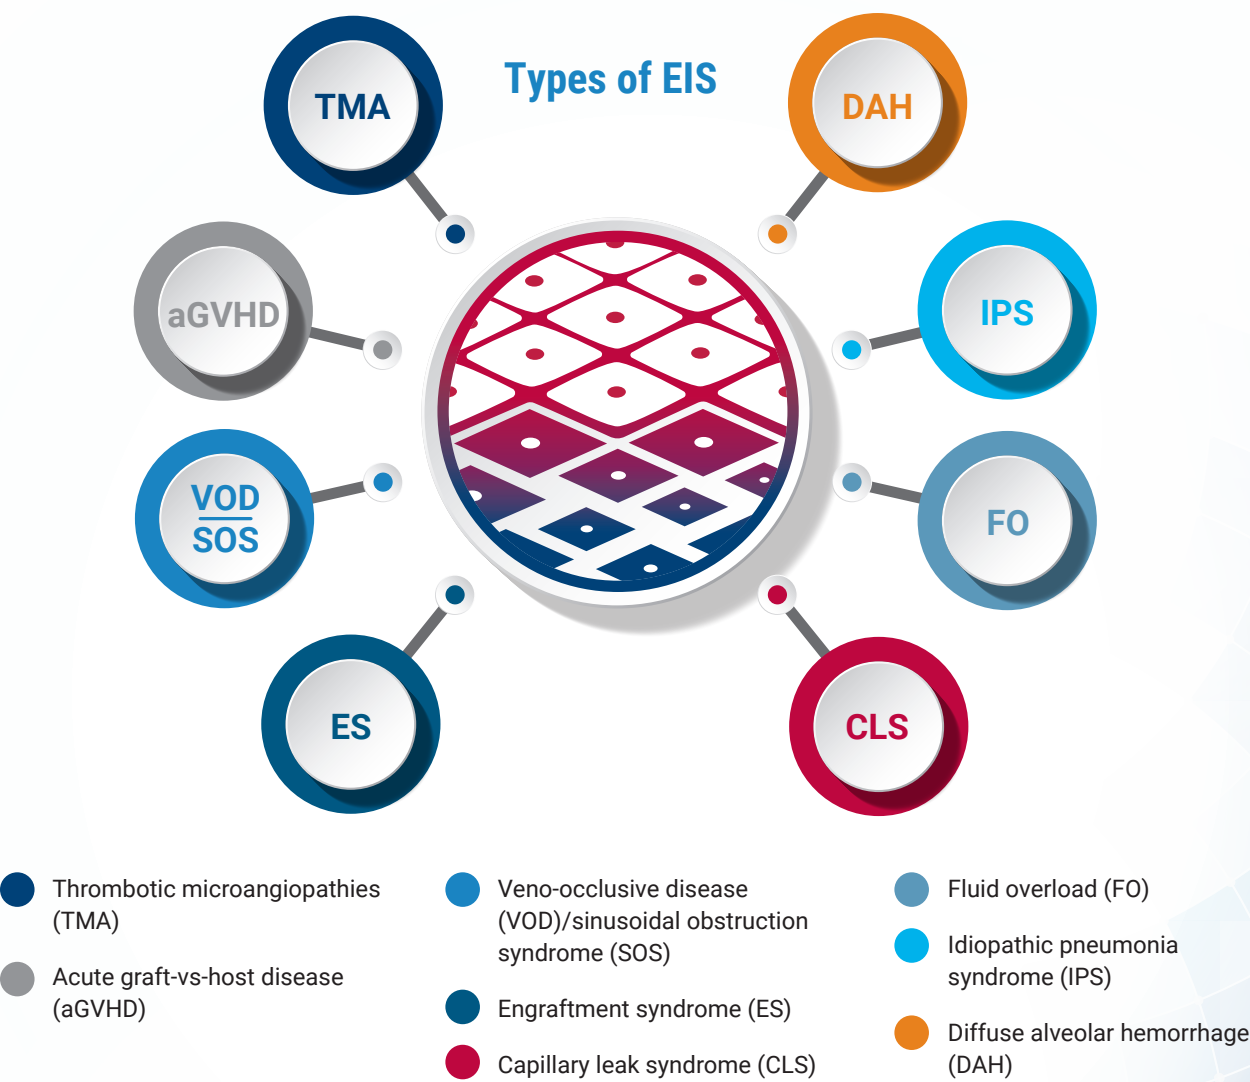 Types of EIS
TMA
DAH
aGVHD
IPS
VOD
SOS
FO
ES
CLS
Thrombotic microangiopathies
(TMA)
Acute graft-vs-host disease
(aGVHD)
Veno-occlusive disease
(VOD)/sinusoidal obstruction
syndrome (SOS)
Engraftment syndrome (ES)
Capillary leak syndrome (CLS)
Fluid overload (FO)
Idiopathic pneumonia
syndrome (IPS)
Diffuse alveolar hemorrhage
(DAH)